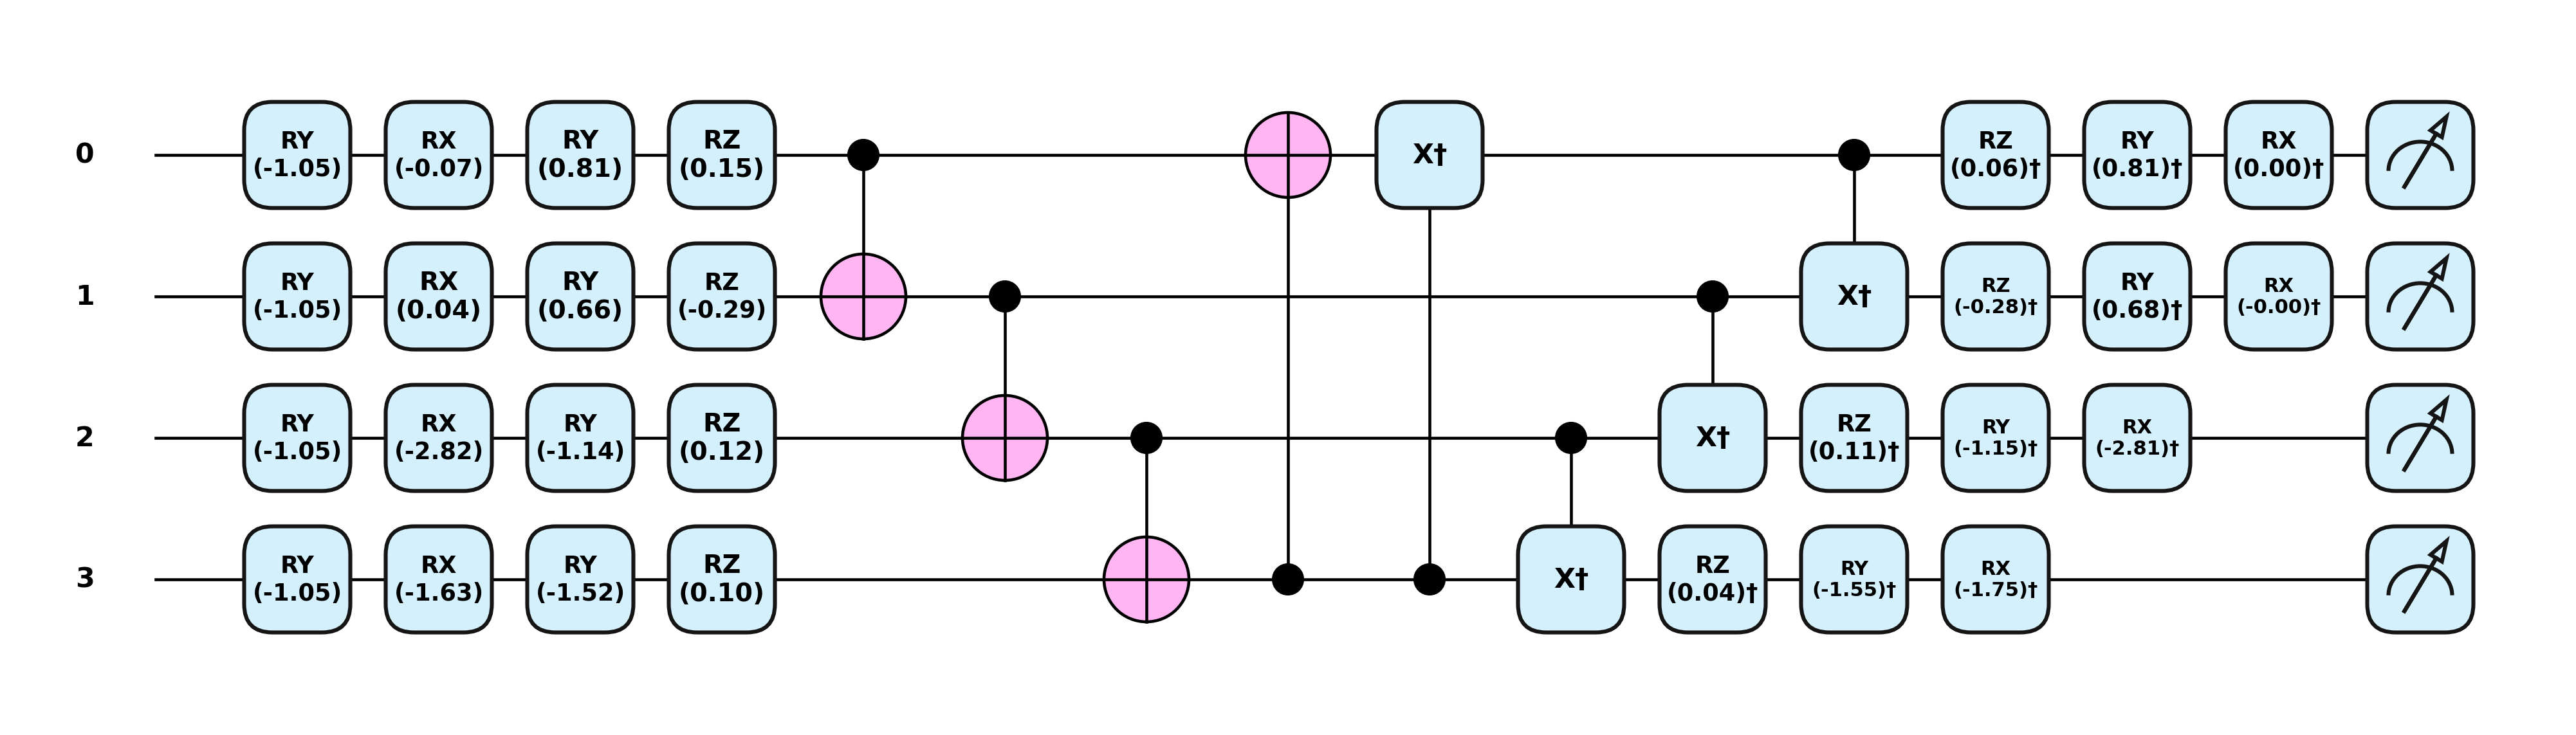 0
RY
(-1.05)
RX
(-0.07)
RY
(0.81)
RZ
(0.15)
X†
RZ
(0.06)†
RY
(0.81)†
RX
(0.00)†
1
RY
(-1.05)
RX
(0.04)
RY
(0.66)
RZ
(-0.29)
X†
RZ
(-0.28)†
RY
(0.68)†
RX
(-0.00)†
2
RY
(-1.05)
RX
(-2.82)
RY
(-1.14)
RZ
(0.12)
X†
RZ
(0.11)†
RY
(-1.15)†
RX
(-2.81)†
3
RY
(-1.05)
RX
(-1.63)
RY
(-1.52)
RZ
(0.10)
X†
RZ
(0.04)†
RY
(-1.55)†
RX
(-1.75)†